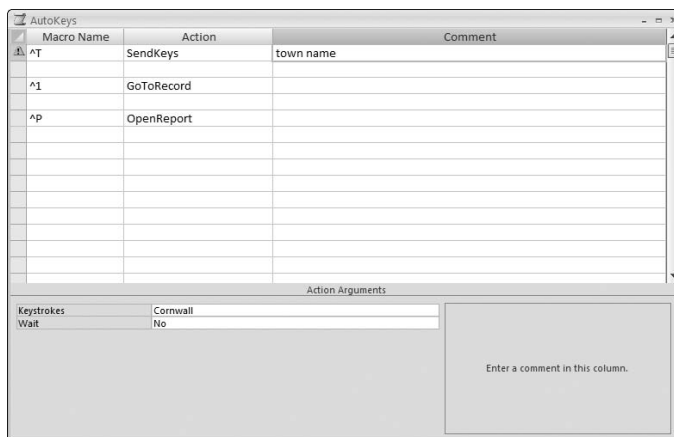 AutoKeys
Macro Name Action Comment
^T SendKeys town name
^1 GoToRecord
^P OpenReport
Action Arguments
Keystrokes Cornwall
Wait No
Enter a comment in this column.